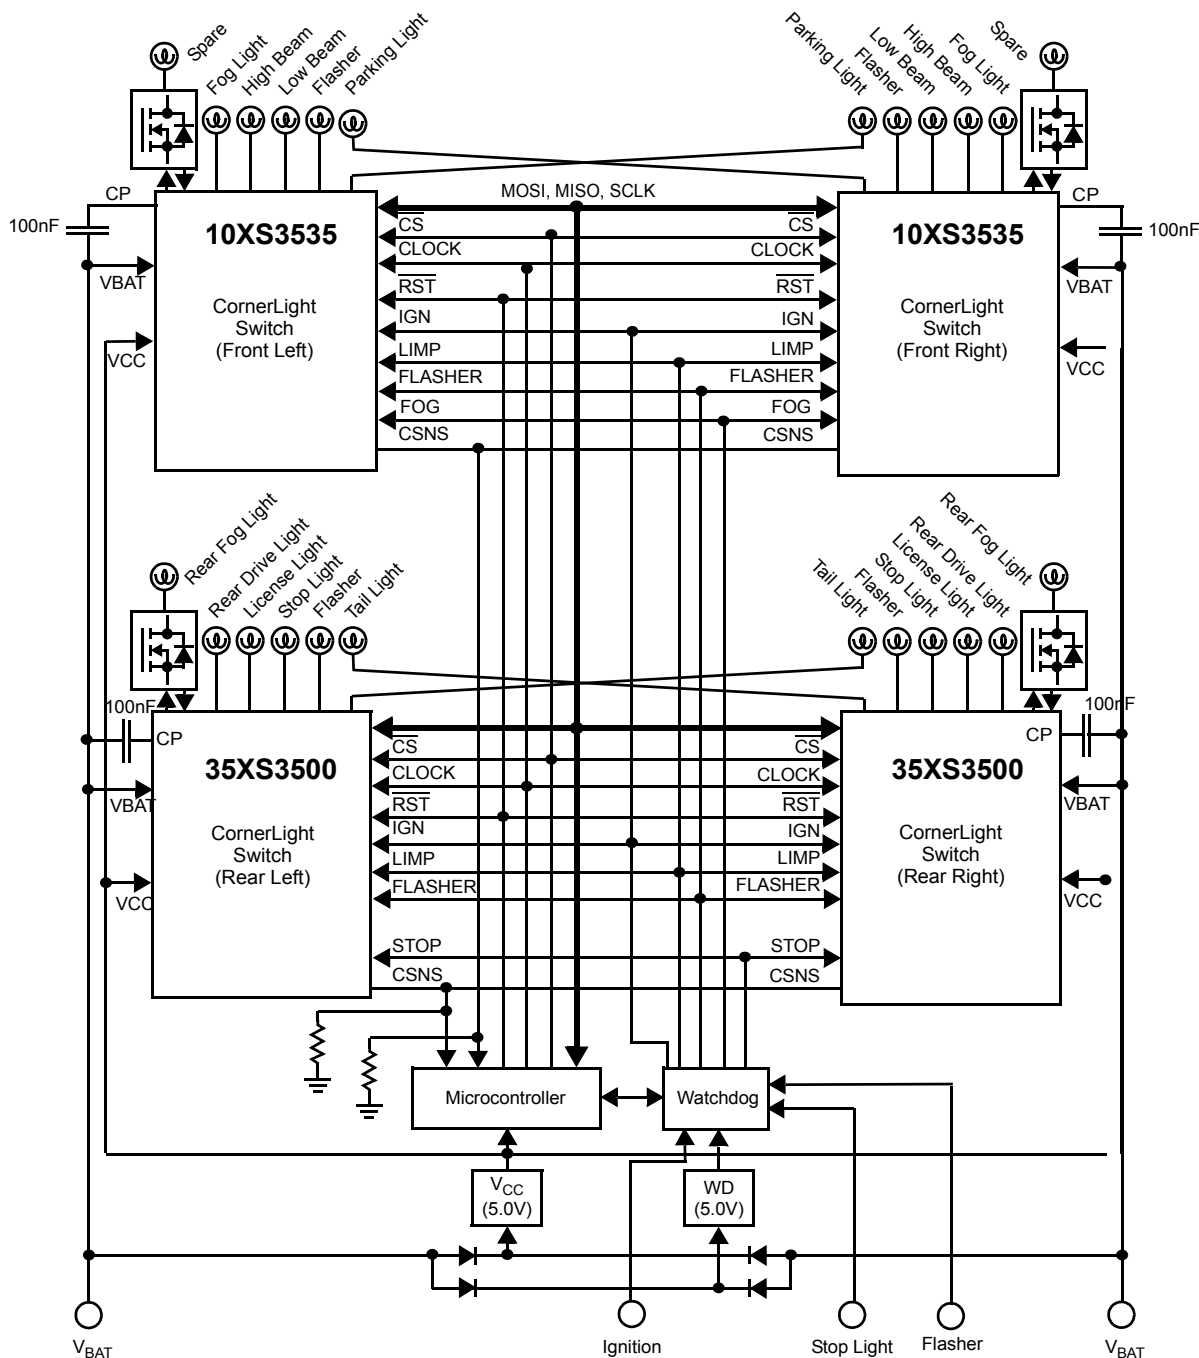 Spare
Fog Light
High Beam
Low Beam
Flasher
Parking Light
Parking Light
Flasher
Low Beam
High Beam
Fog Light
Spare
CP
100nF
MOSI, MISO, SCLK
CP
100nF
10XS3535
CS
CS
10XS3535
CLOCK
CLOCK
VBAT
VBAT
RST
RST
CornerLight
Switch
(Front Left)
IGN
IGN
CornerLight
Switch
(Front Right)
VCC
LIMP
LIMP
VCC
FLASHER
FLASHER
FOG
FOG
CSNS
CSNS
Rear Fog Light
Rear Drive Light
License Light
Stop Light
Flasher
Tail Light
Tail Light
Flasher
Stop Light
License Light
Rear Drive Light
Rear Fog Light
100nF
100nF
CP
CP
35XS3500
CS
CS
35XS3500
CLOCK
CLOCK
VBAT
VBAT
RST
RST
CornerLight
Switch
(Rear Left)
IGN
IGN
CornerLight
Switch
(Rear Right)
LIMP
LIMP
VCC
FLASHER
FLASHER
VCC
STOP
STOP
CSNS
CSNS
Microcontroller
Watchdog
VCC
(5.0V)
WD
(5.0V)
VBAT
Ignition
Stop Light
Flasher
VBAT